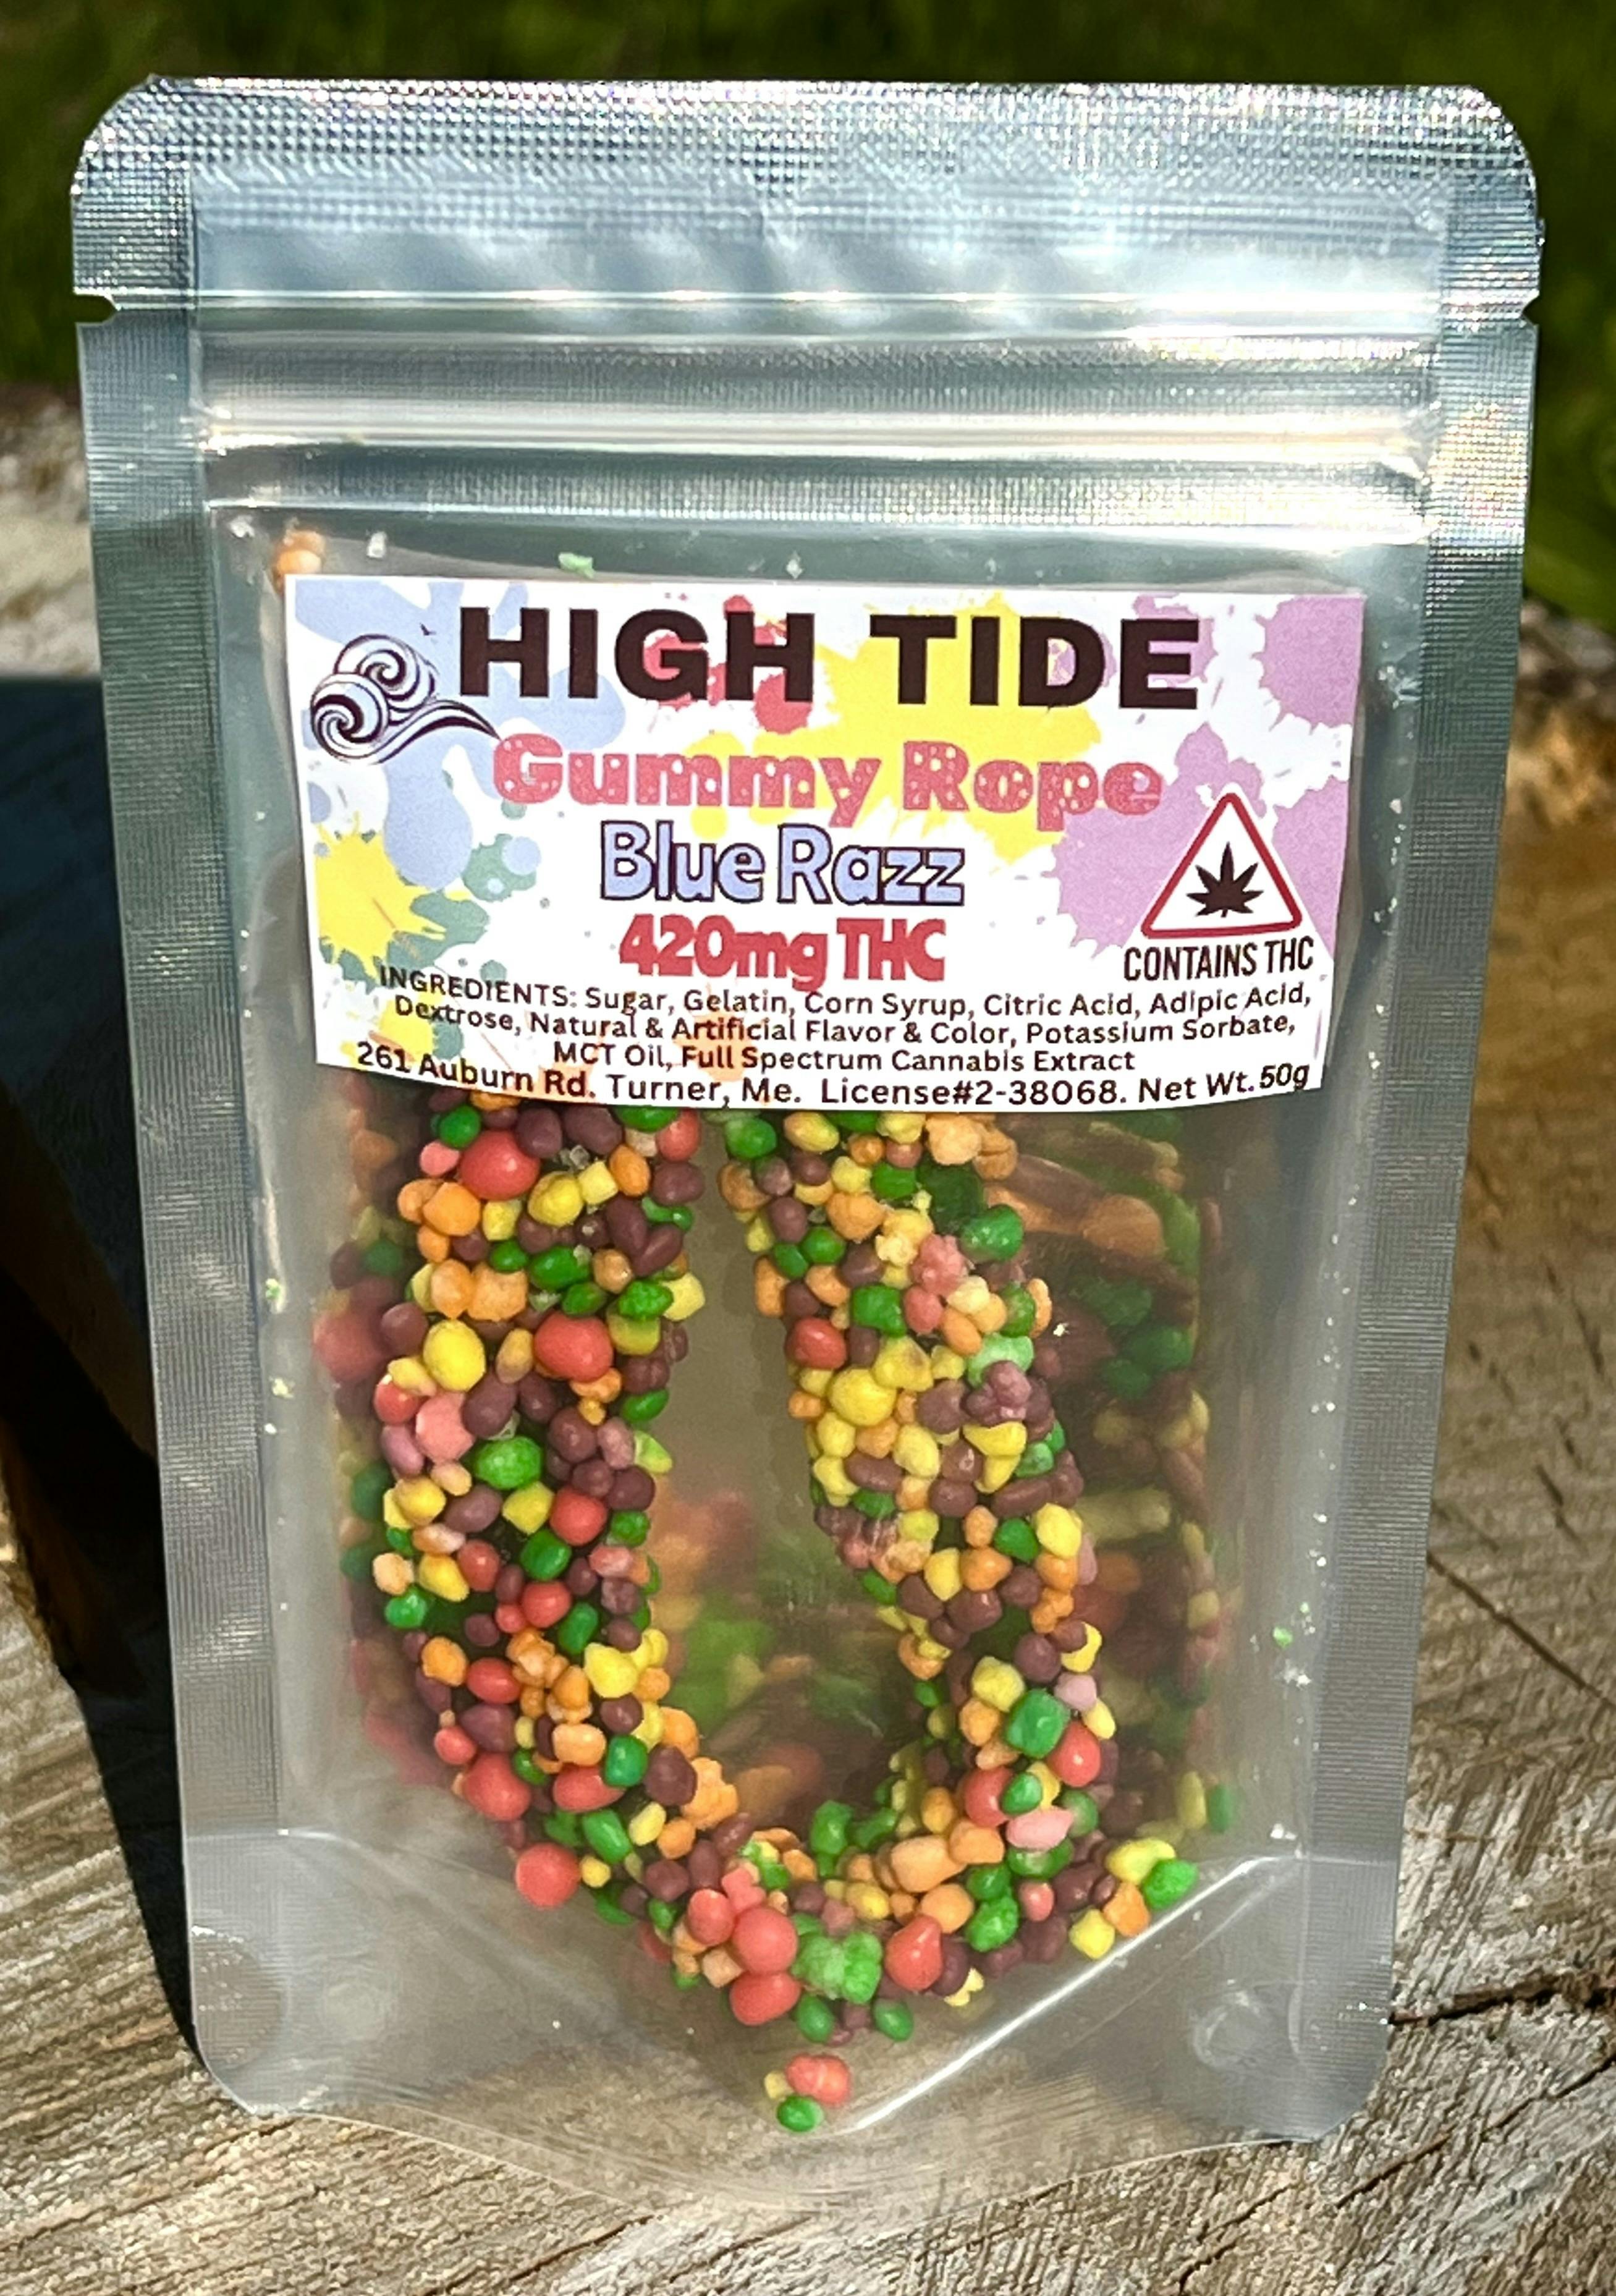 HIGH TIDE
Gummy Rope
Blue Razz
420mg THC
CONTAINS THC
INGREDIENTS: Sugar, Gelatin, Corn Syrup, Citric Acid, Adipic Acid,
Dextrose, Natural & Artificial Flavor & Color, Potassium Sorbate,
MCT Oil, Full Spectrum Cannabis Extract
261 Auburn Rd. Turner, Me. License#2-38068. Net Wt.50g